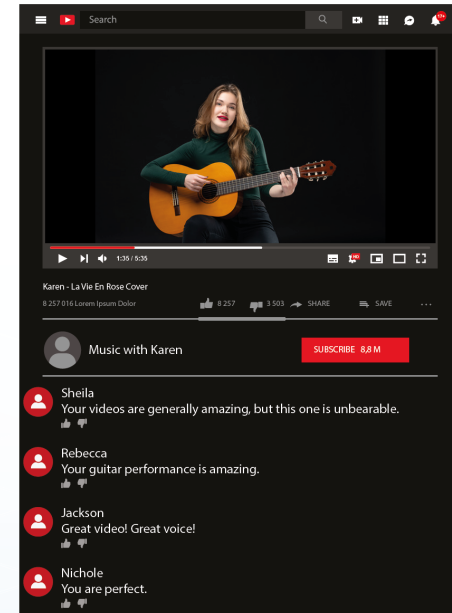 Search
1:35 / 5:35
HD
Karen - La Vie En Rose Cover
8 257 016 Lorem Ipsum Dolor
8 257
3 503
SHARE
SAVE
Music with Karen
SUBSCRIBE 8,8 M
Sheila
Your videos are generally amazing, but this one is unbearable.
Rebecca
Your guitar performance is amazing.
Jackson
Great video! Great voice!
Nichole
You are perfect.